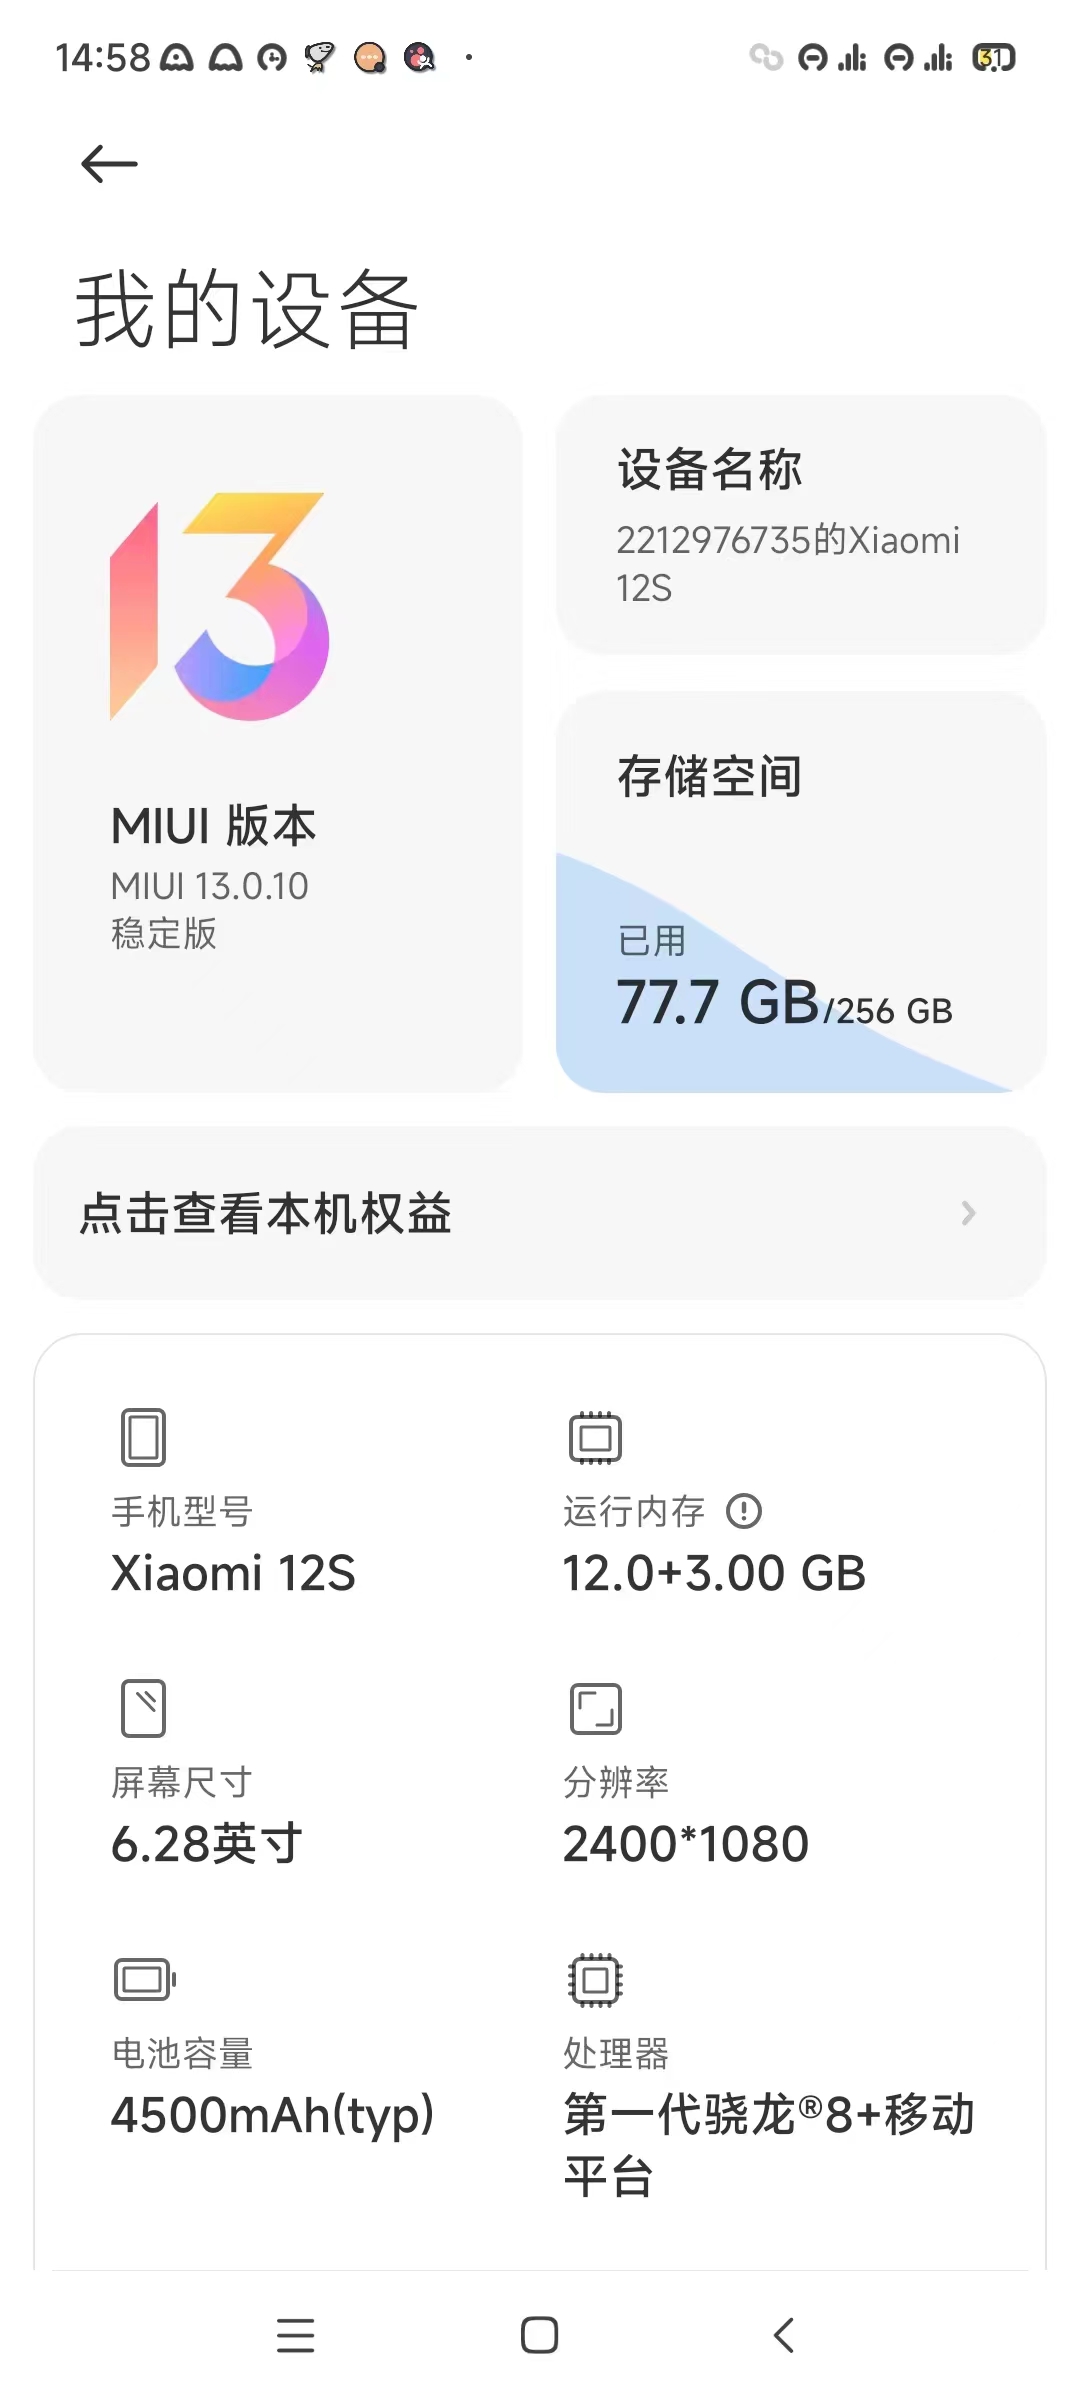 14:58
31
我的设备
13
MIUI 版本
MIUI 13.0.10
稳定版
设备名称
2212976735的Xiaomi
12S
存储空间
已用
77.7 GB/256 GB
点击查看本机权益
手机型号
Xiaomi 12S
运行内存
12.0+3.00 GB
屏幕尺寸
6.28英寸
分辨率
2400*1080
电池容量
4500mAh(typ)
处理器
第一代骁龙®8+移动
平台